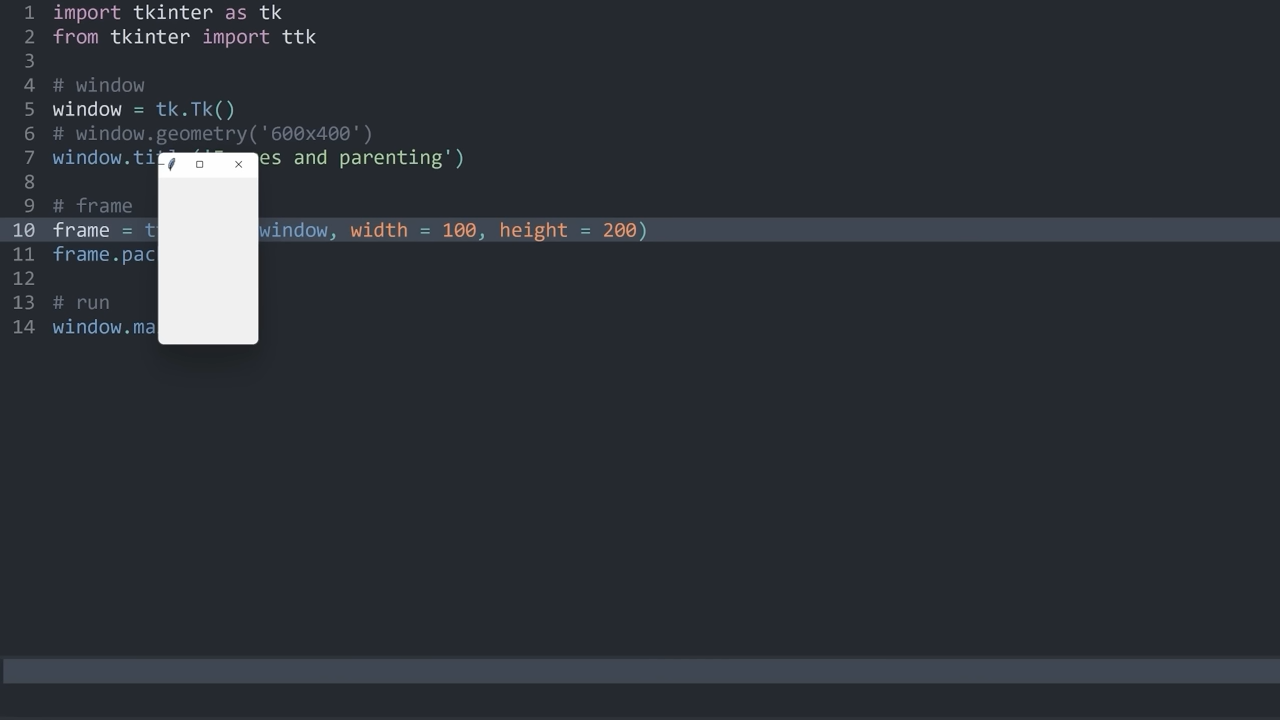 1 import tkinter as tk
2 from tkinter import ttk
3
4 # window
5 window = tk.Tk()
6 # window.geometry('600x400')
7 window.ti es and parenting')
8
9 # frame
10 frame = t window, width = 100, height = 200)
11 frame.pac
12
13 # run
14 window.ma